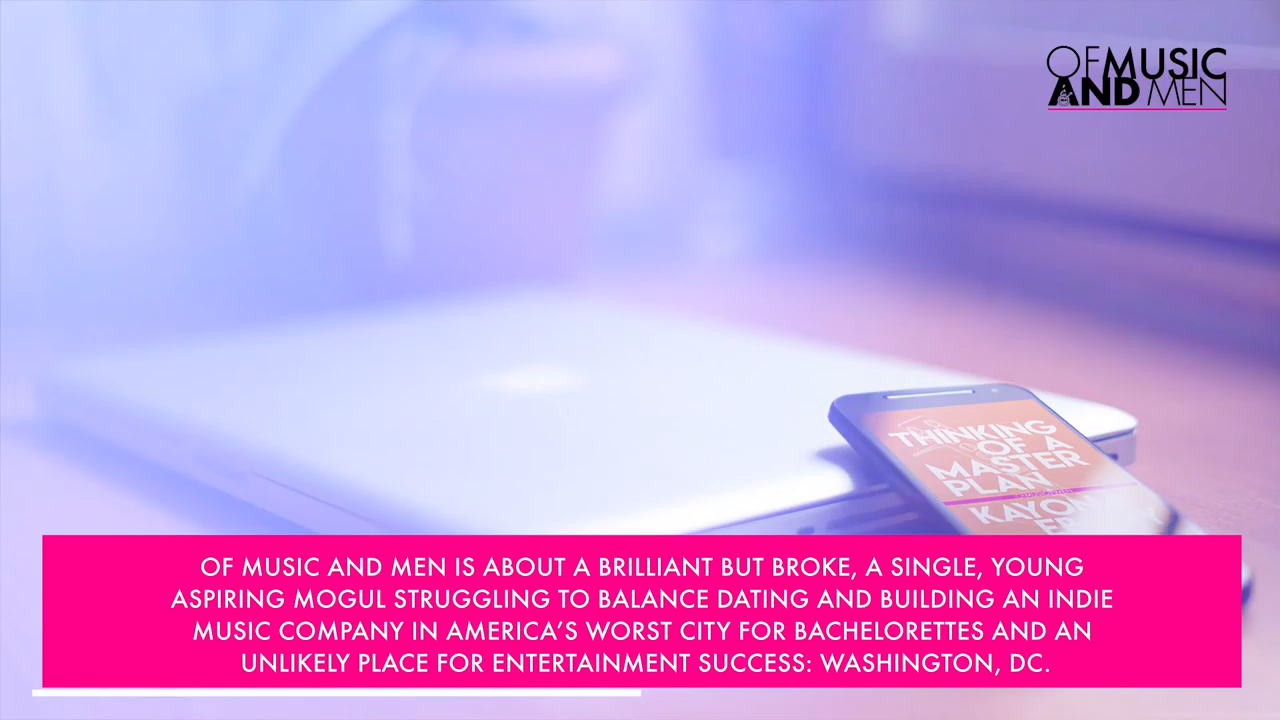 OF MUSIC
AND MEN
THINKING
OF A
MASTER
PLAN
OF MUSIC AND MEN IS ABOUT A BRILLIANT BUT BROKE, A SINGLE, YOUNG
ASPIRING MOGUL STRUGGLING TO BALANCE DATING AND BUILDING AN INDIE
MUSIC COMPANY IN AMERICA’S WORST CITY FOR BACHELORETTES AND AN
UNLIKELY PLACE FOR ENTERTAINMENT SUCCESS: WASHINGTON, DC.